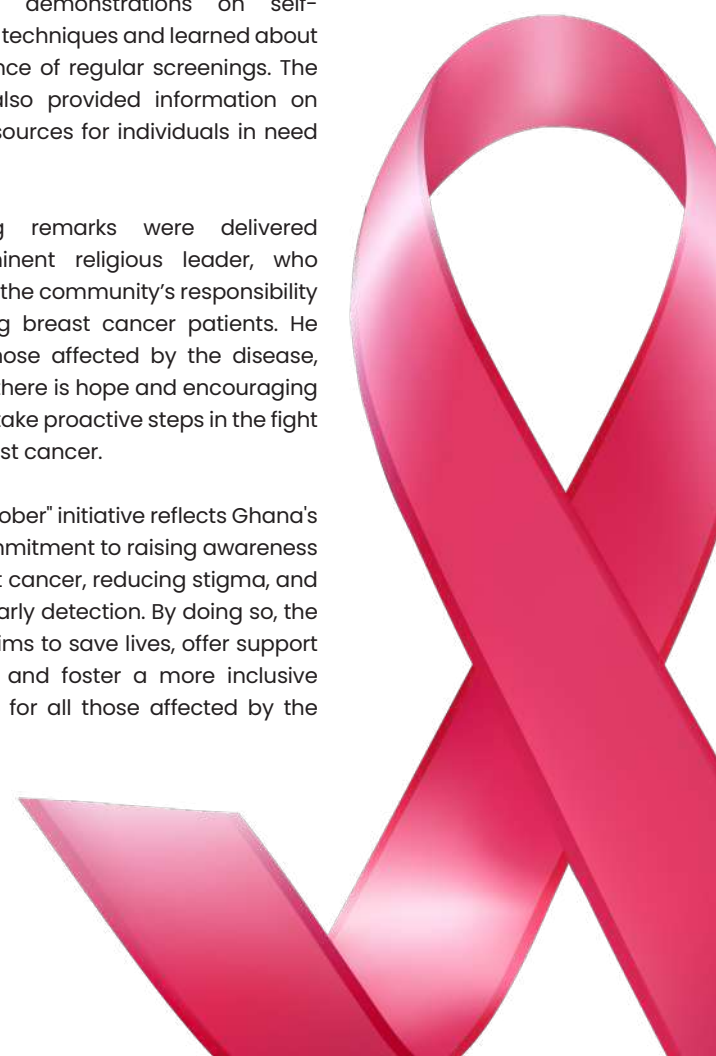 demonstrations on self-
techniques and learned about
nce of regular screenings. The
also provided information on
sources for individuals in need
g remarks were delivered
minent religious leader, who
the community’s responsibility
g breast cancer patients. He
hose affected by the disease,
there is hope and encouraging
take proactive steps in the fight
st cancer.
ober" initiative reflects Ghana's
mmitment to raising awareness
t cancer, reducing stigma, and
arly detection. By doing so, the
ims to save lives, offer support
and foster a more inclusive
for all those affected by the